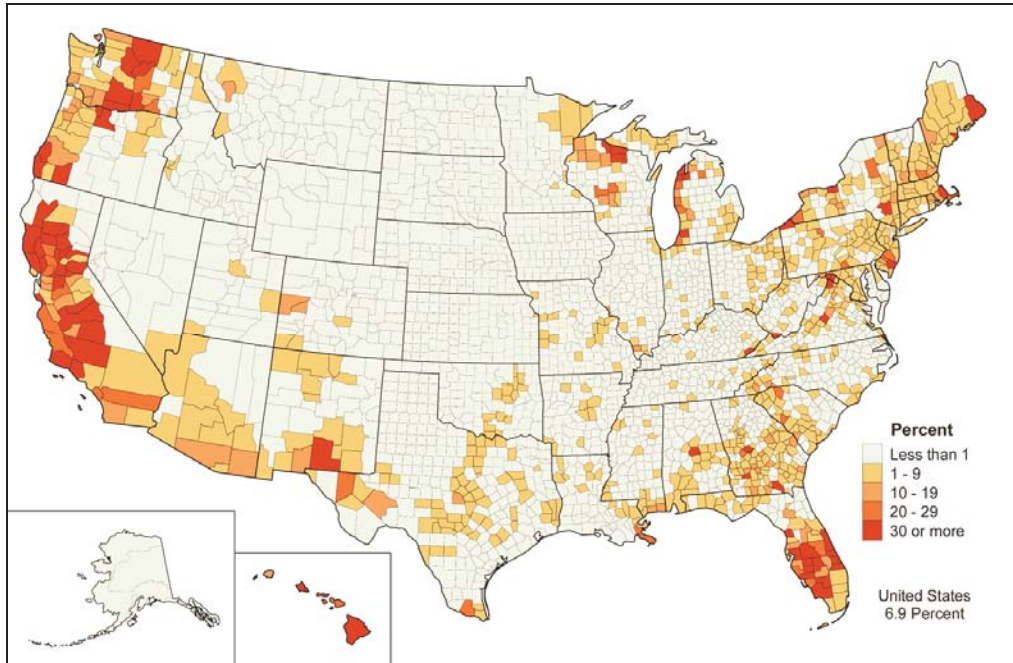 Percent
Less than 1
1 - 9
10 - 19
20 - 29
30 or more
United States
6.9 Percent